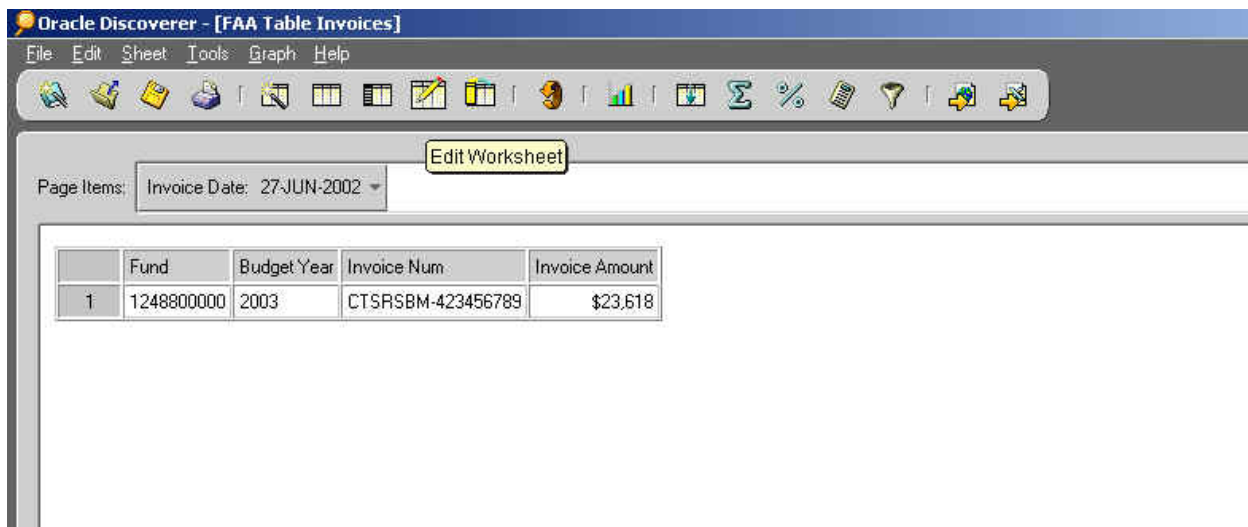 Oracle Discoverer - [FAA Table Invoices]
File Edit Sheet Tools Graph Help
Edit Worksheet
Page Items: Invoice Date: 27-JUN-2002
Fund Budget Year Invoice Num Invoice Amount
1 1248800000 2003 CTSRSBM-423456789 $23,618